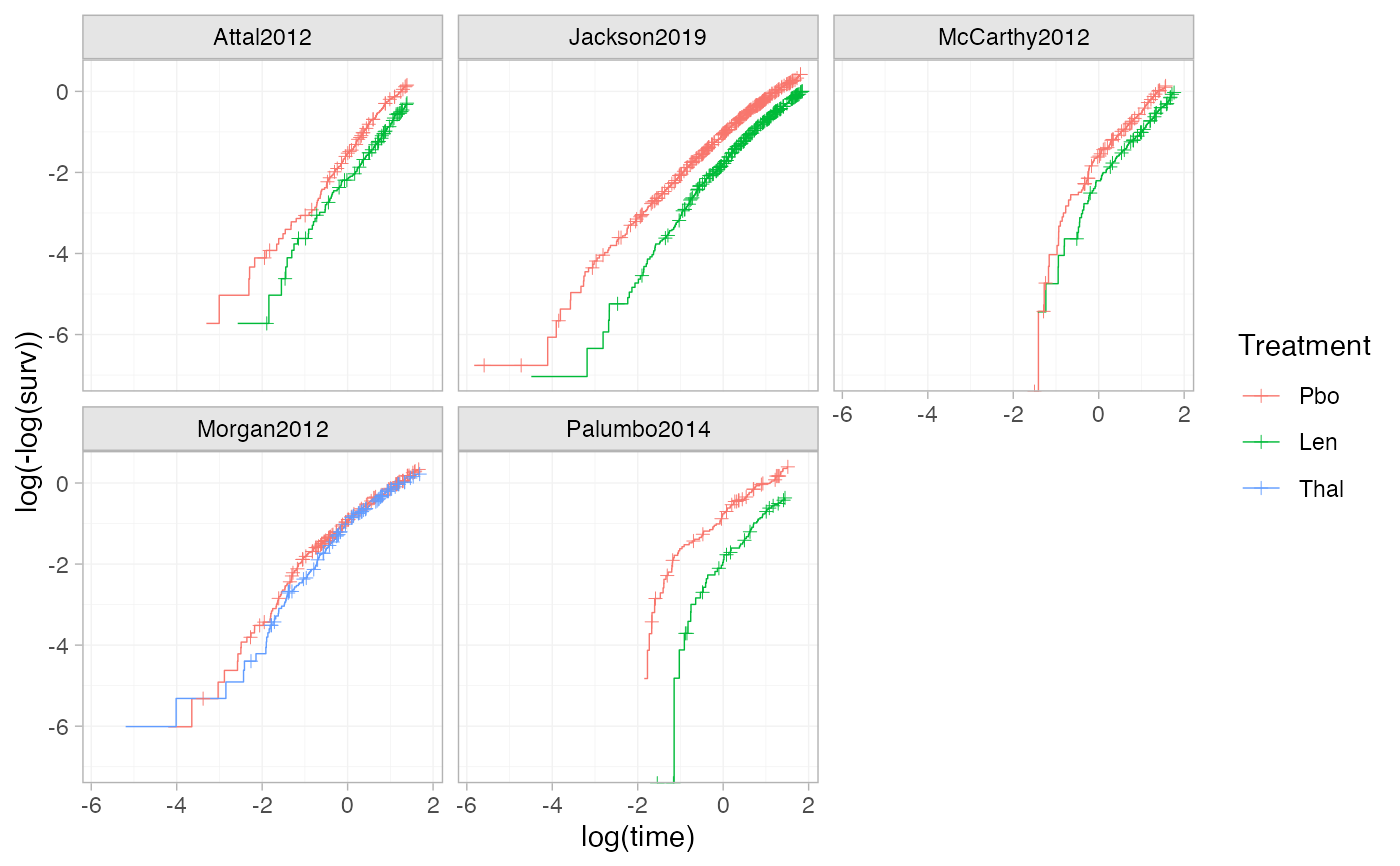 Attal2012 Jackson2019 McCarthy2012
0
-2
-4
-6
-6 -4 -2 0 2
Morgan2012 Palumbo2014
0
-2
-4
-6
-6 -4 -2 0 2 -6 -4 -2 0 2
log(time)
log(-log(surv))
Treatment
Pbo
Len
Thal